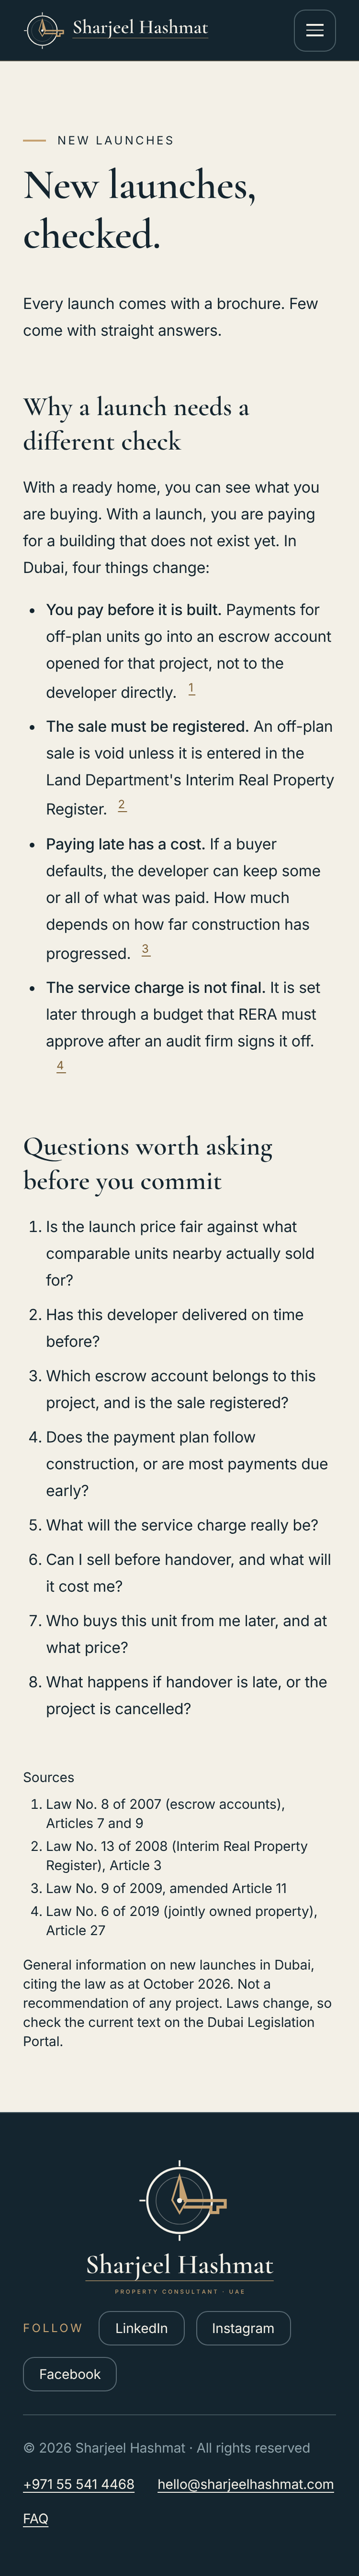 Sharjeel Hashmat
NEW LAUNCHES
New launches,
checked.
Every launch comes with a brochure. Few
come with straight answers.
Why a launch needs a
different check
With a ready home, you can see what you
are buying. With a launch, you are paying
for a building that does not exist yet. In
Dubai, four things change:
• You pay before it is built. Payments for
off-plan units go into an escrow account
opened for that project, not to the
developer directly. 1
• The sale must be registered. An off-plan
sale is void unless it is entered in the
Land Department's Interim Real Property
Register. 2
• Paying late has a cost. If a buyer
defaults, the developer can keep some
or all of what was paid. How much
depends on how far construction has
progressed. 3
• The service charge is not final. It is set
later through a budget that RERA must
approve after an audit firm signs it off.
4
Questions worth asking
before you commit
1. Is the launch price fair against what
comparable units nearby actually sold
for?
2. Has this developer delivered on time
before?
3. Which escrow account belongs to this
project, and is the sale registered?
4. Does the payment plan follow
construction, or are most payments due
early?
5. What will the service charge really be?
6. Can I sell before handover, and what will
it cost me?
7. Who buys this unit from me later, and at
what price?
8. What happens if handover is late, or the
project is cancelled?
Sources
1. Law No. 8 of 2007 (escrow accounts),
Articles 7 and 9
2. Law No. 13 of 2008 (Interim Real Property
Register), Article 3
3. Law No. 9 of 2009, amended Article 11
4. Law No. 6 of 2019 (jointly owned property),
Article 27
General information on new launches in Dubai,
citing the law as at October 2026. Not a
recommendation of any project. Laws change, so
check the current text on the Dubai Legislation
Portal.
Sharjeel Hashmat
PROPERTY CONSULTANT · UAE
FOLLOW LinkedIn Instagram
Facebook
© 2026 Sharjeel Hashmat · All rights reserved
+971 55 541 4468 hello@sharjeelhashmat.com
FAQ